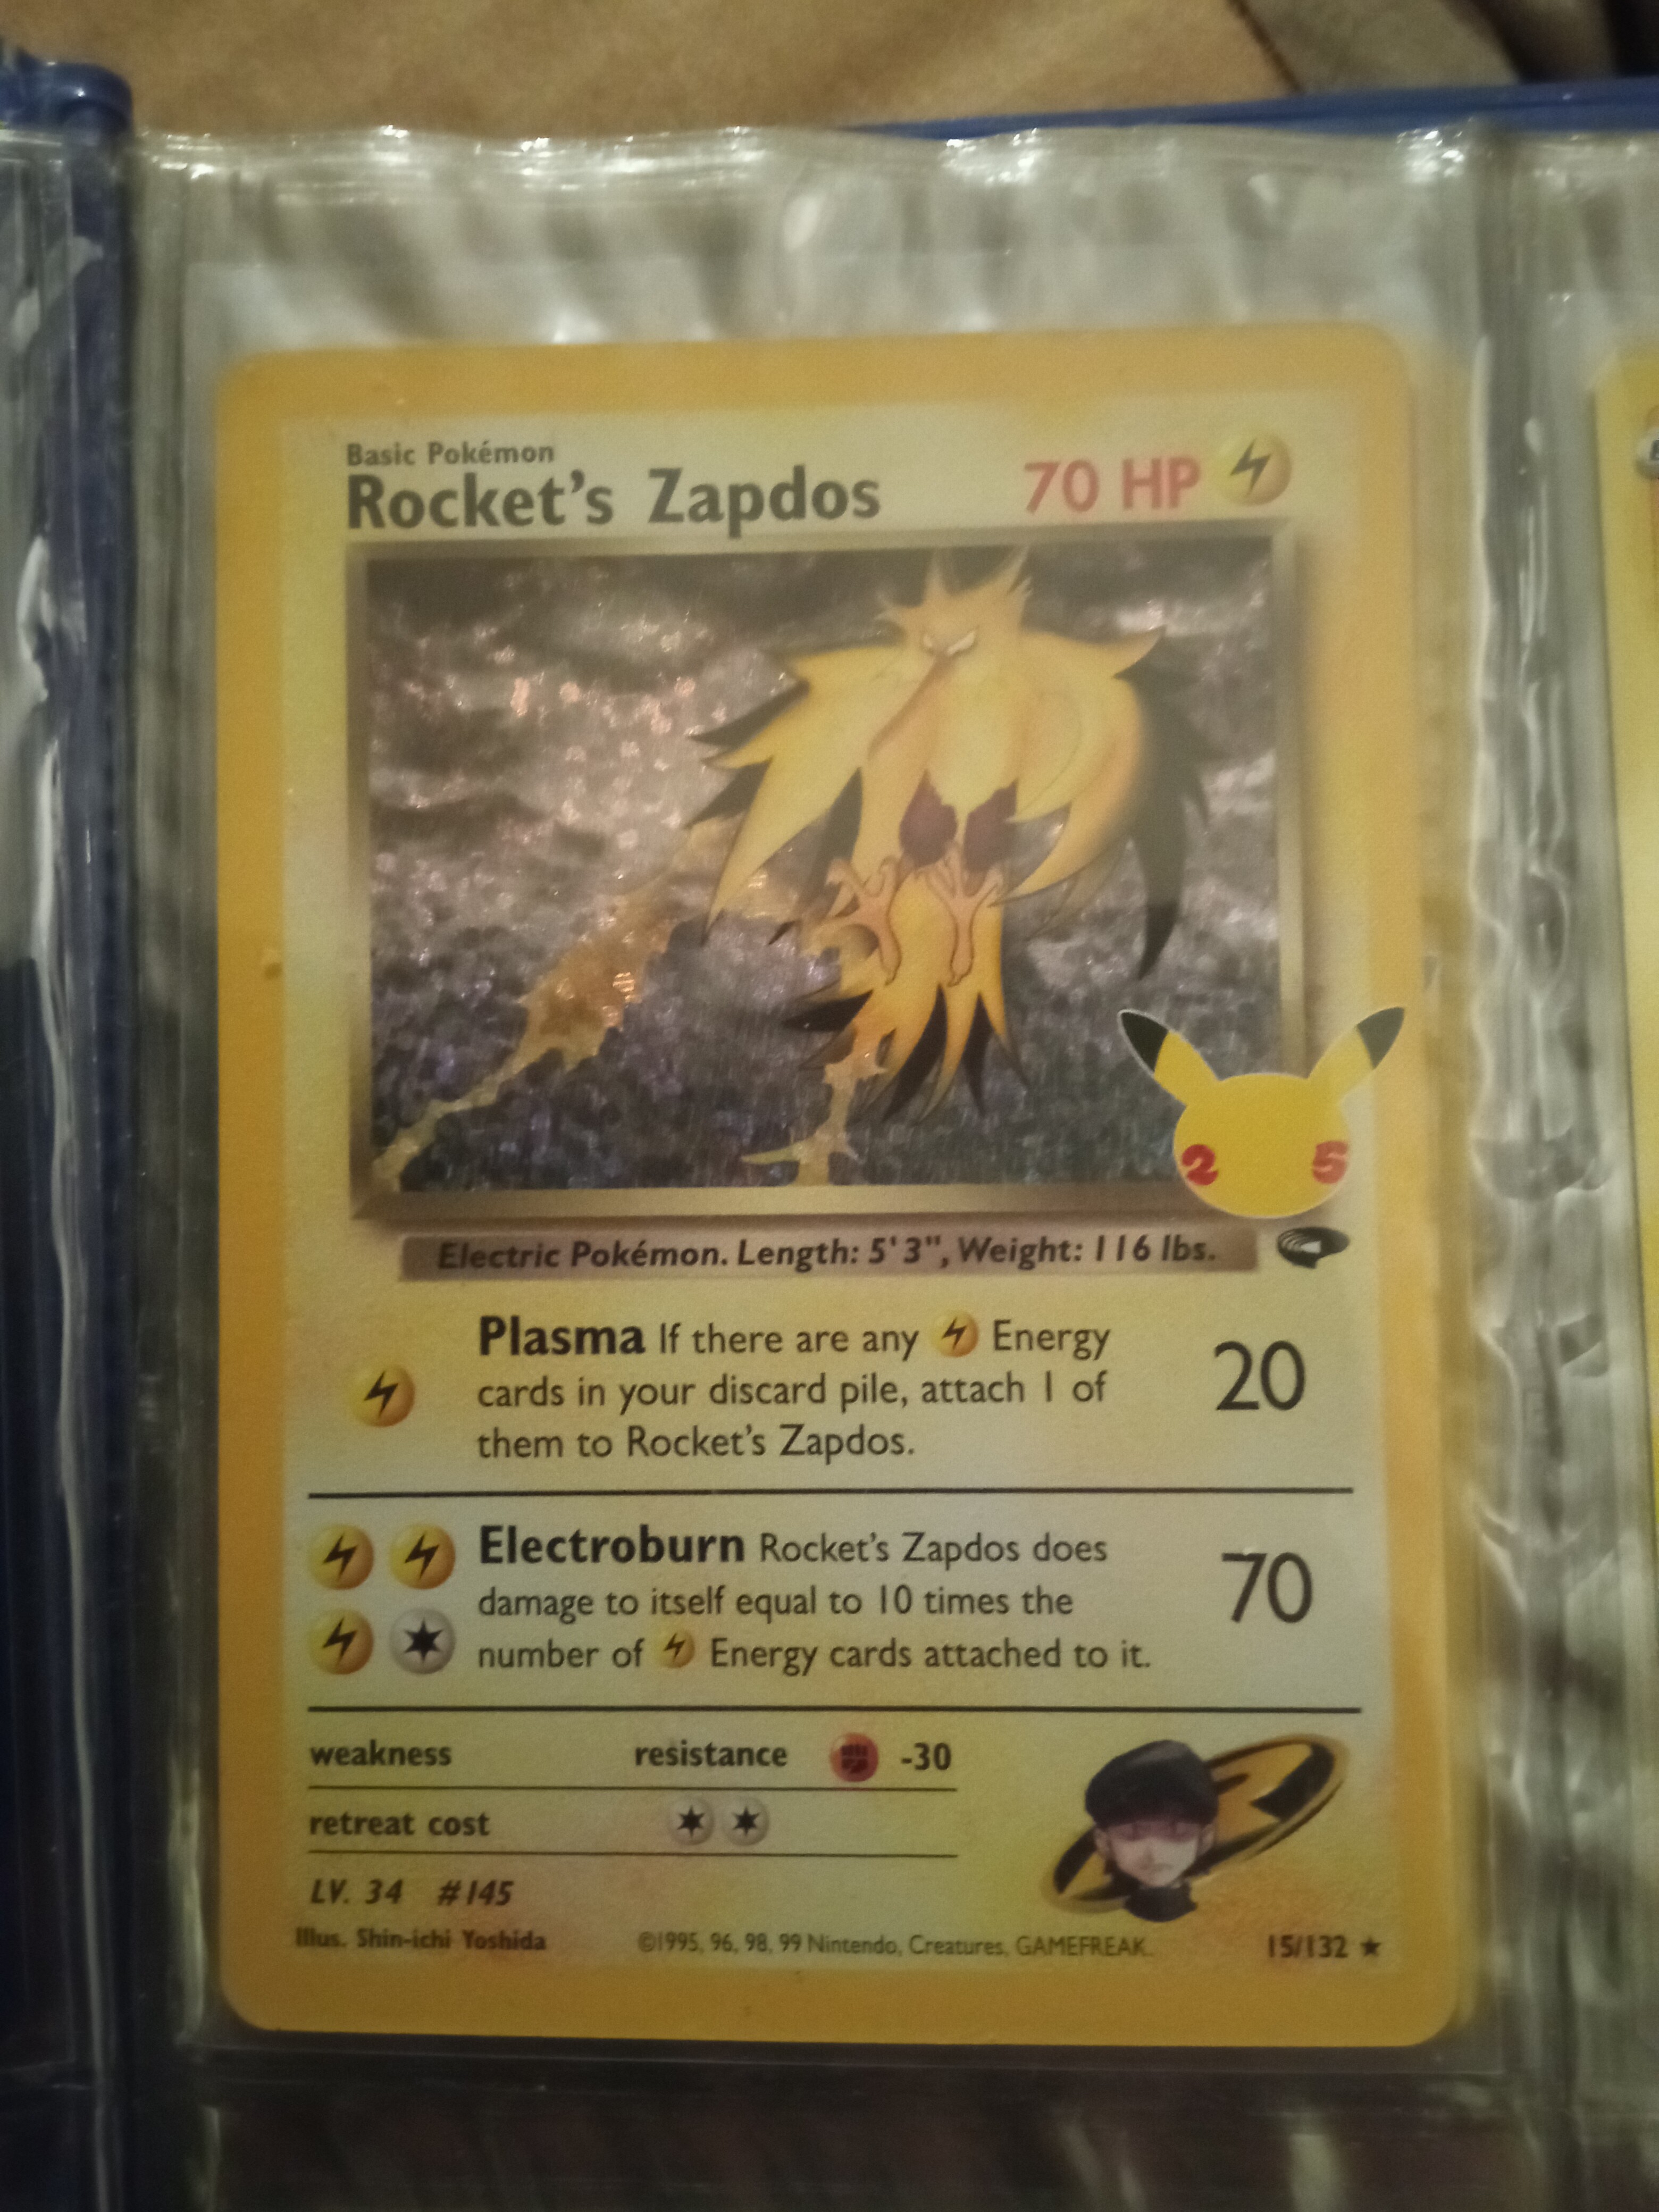 Basic Pokémon
Rocket's Zapdos 70 HP
2 5
Electric Pokémon. Length: 5'3", Weight: 116 lbs.
Plasma If there are any Energy
cards in your discard pile, attach 1 of
them to Rocket's Zapdos.
20
Electroburn Rocket's Zapdos does
damage to itself equal to 10 times the
number of Energy cards attached to it.
70
weakness resistance -30
retreat cost
LV. 34 #145
Illus. Shin-ichi Yoshida ©1995, 96, 98, 99 Nintendo, Creatures, GAMEFREAK. 15/132 ★